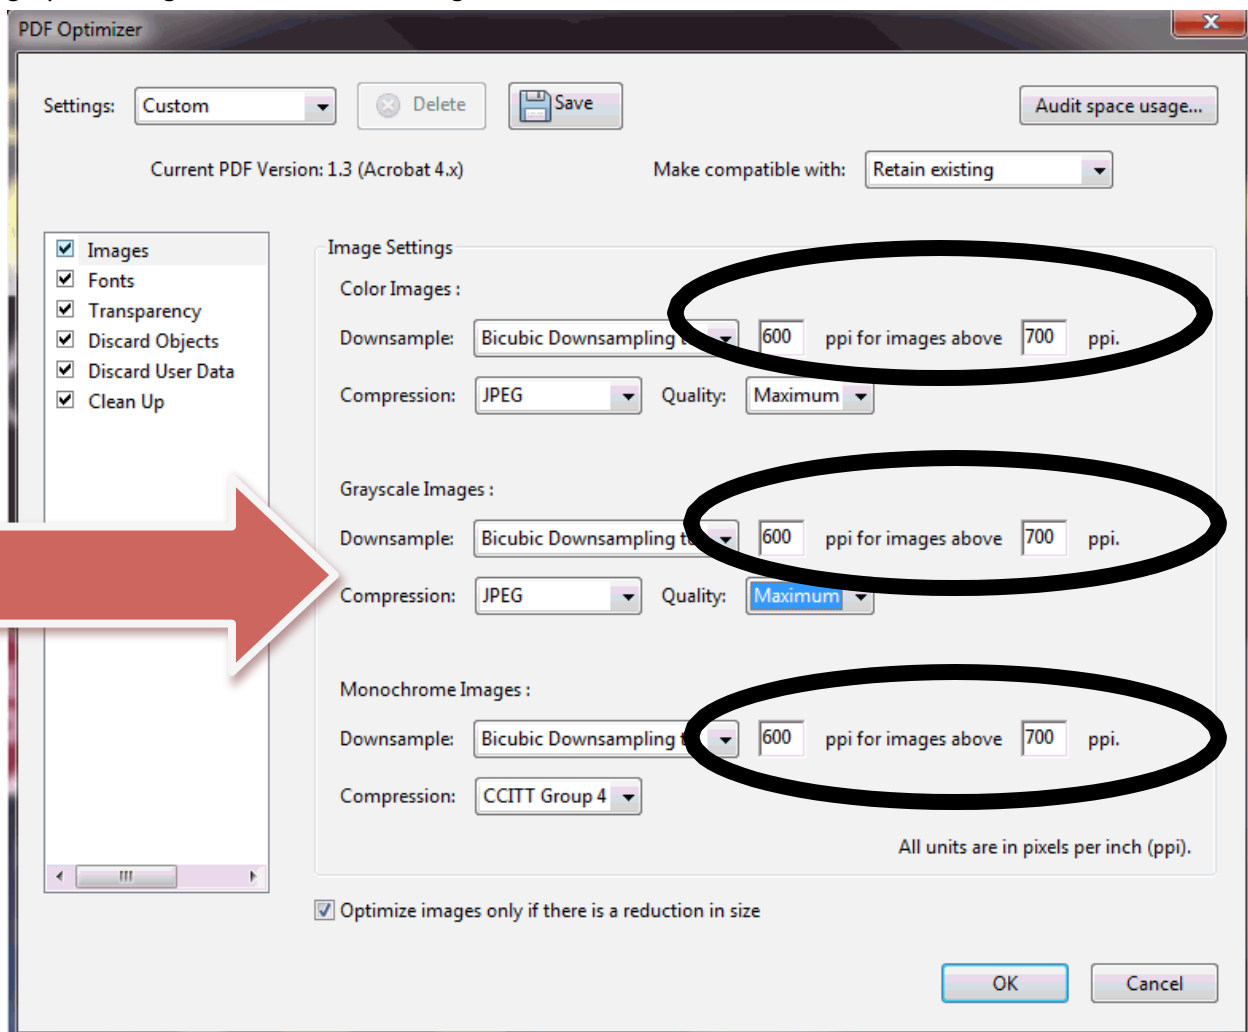 PDF Optimizer
Settings: Custom Delete Save Audit space usage...
Current PDF Version: 1.3 (Acrobat 4.x) Make compatible with: Retain existing
Images
Fonts
Transparency
Discard Objects
Discard User Data
Clean Up
Image Settings
Color Images :
Downsample: Bicubic Downsampling 600 ppi for images above 700 ppi.
Compression: JPEG Quality: Maximum
Grayscale Images :
Downsample: Bicubic Downsampling 600 ppi for images above 700 ppi.
Compression: JPEG Quality: Maximum
Monochrome Images :
Downsample: Bicubic Downsampling 600 ppi for images above 700 ppi.
Compression: CCITT Group 4
All units are in pixels per inch (ppi).
Optimize images only if there is a reduction in size
OK Cancel